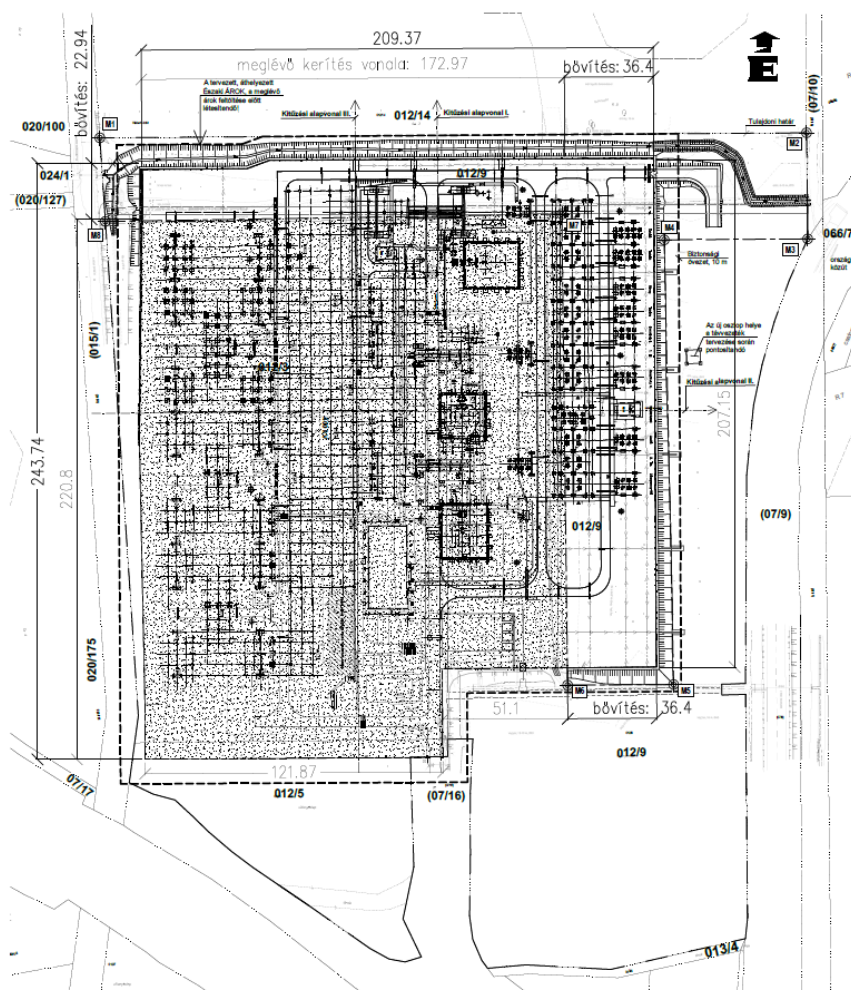 209.37
meglévő kerítés vonala: 172.97
bővítés: 36.4
bővítés: 22.94
A tervezett, áthelyezett
Északi ÁROK, a meglévő
árok feltöltése előtt
létesítendő!
É
(07/10)
Kitűzési alapvonal III.
012/14
Kitűzési alapvonal I.
Tulajdoni határ
020/100
M1
M2
024/1
012/9
(020/127)
M8
M7
M4
M3
066/7
Biztonsági
övezet, 10 m
ország
közút
(015/1)
Az új oszlop helye
a távvezeték
tervezése során
pontosítandó
Kitűzési alapvonal II.
R7
243.74
220.8
207.15
012/9
(07/9)
020/175
M6
M5
51.1
bővítés: 36.4
012/9
121.87
07/17
012/5
(07/16)
013/4